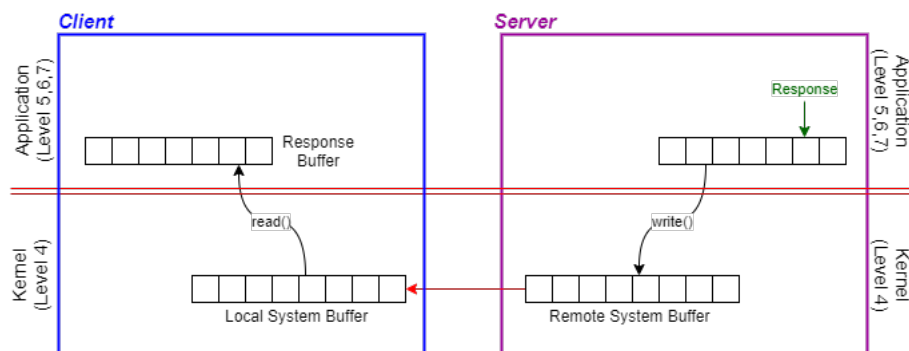 Client
Server
Application
(Level 5,6,7)
Response
Buffer
Response
Application
(Level 5,6,7)
read()
write()
Kernel
(Level 4)
Local System Buffer
Remote System Buffer
Kernel
(Level 4)